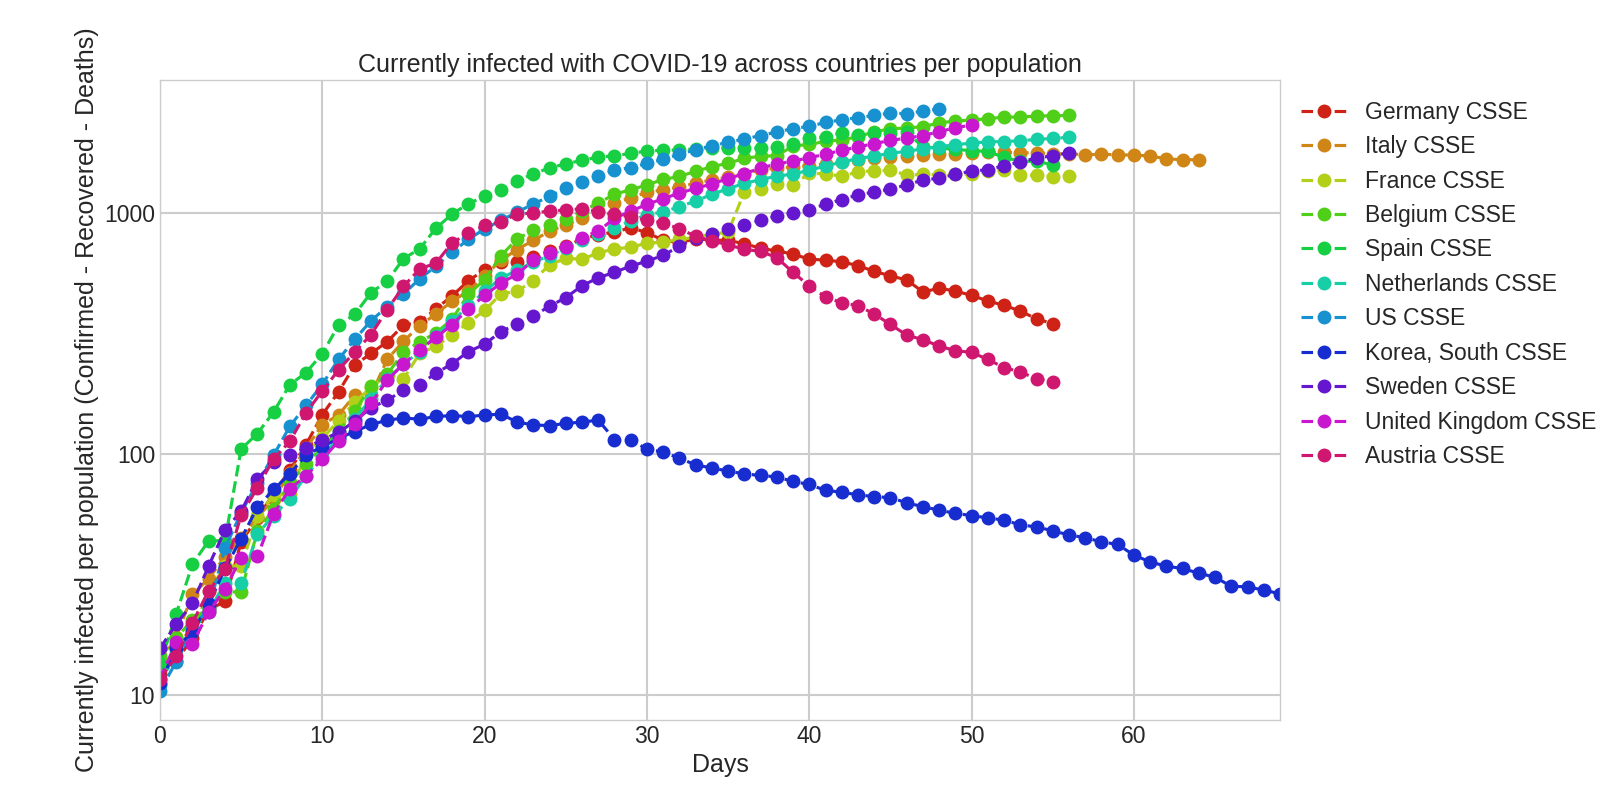 Currently infected with COVID-19 across countries per population
Currently infected per population (Confirmed - Recovered - Deaths)
1000
100
10
0 10 20 30 40 50 60
Days
Germany CSSE
Italy CSSE
France CSSE
Belgium CSSE
Spain CSSE
Netherlands CSSE
US CSSE
Korea, South CSSE
Sweden CSSE
United Kingdom CSSE
Austria CSSE